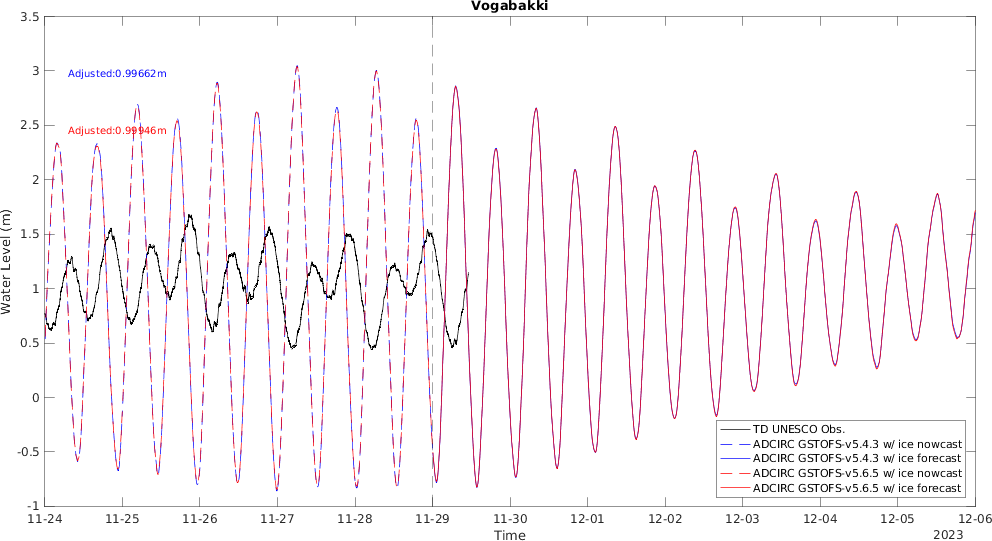 Vogabakki
3.5
3
2.5
2
1.5
1
0.5
0
-0.5
-1
Water Level (m)
Adjusted:0.99662m
Adjusted:0.99946m
TD UNESCO Obs.
ADCIRC GSTOFS-v5.4.3 w/ ice nowcast
ADCIRC GSTOFS-v5.4.3 w/ ice forecast
ADCIRC GSTOFS-v5.6.5 w/ ice nowcast
ADCIRC GSTOFS-v5.6.5 w/ ice forecast
11-24 11-25 11-26 11-27 11-28 11-29 11-30 12-01 12-02 12-03 12-04 12-05 12-06
Time
2023